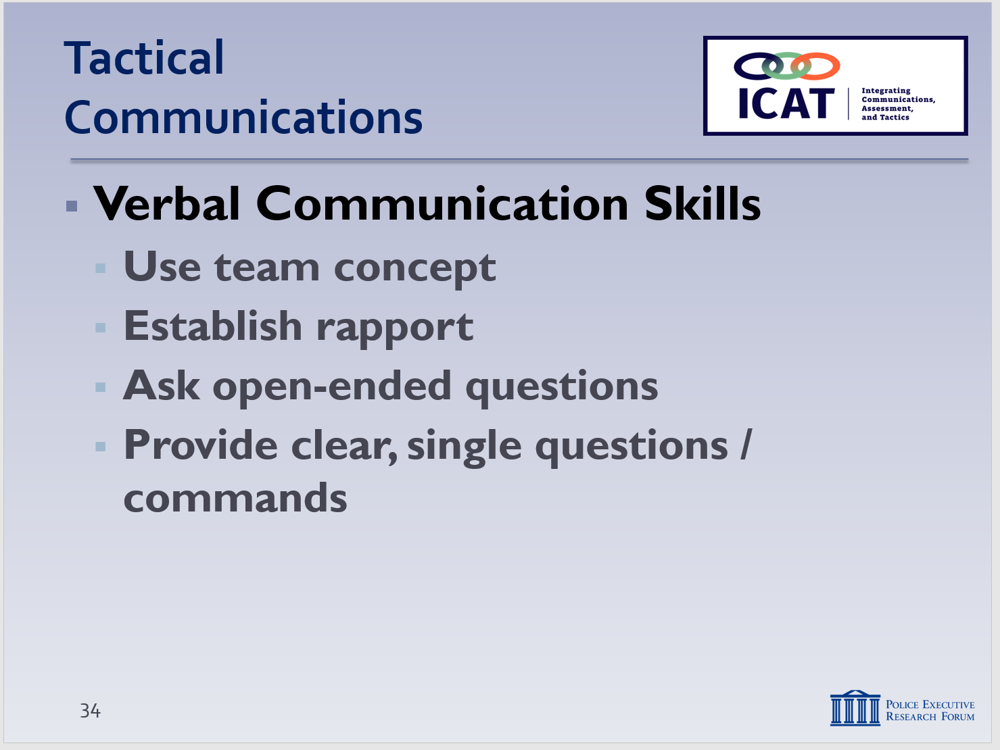 Tactical
Communications
ICAT
Integrating
Communications,
Assessment,
and Tactics
Verbal Communication Skills
Use team concept
Establish rapport
Ask open-ended questions
Provide clear, single questions /
commands
34
Police Executive
Research Forum